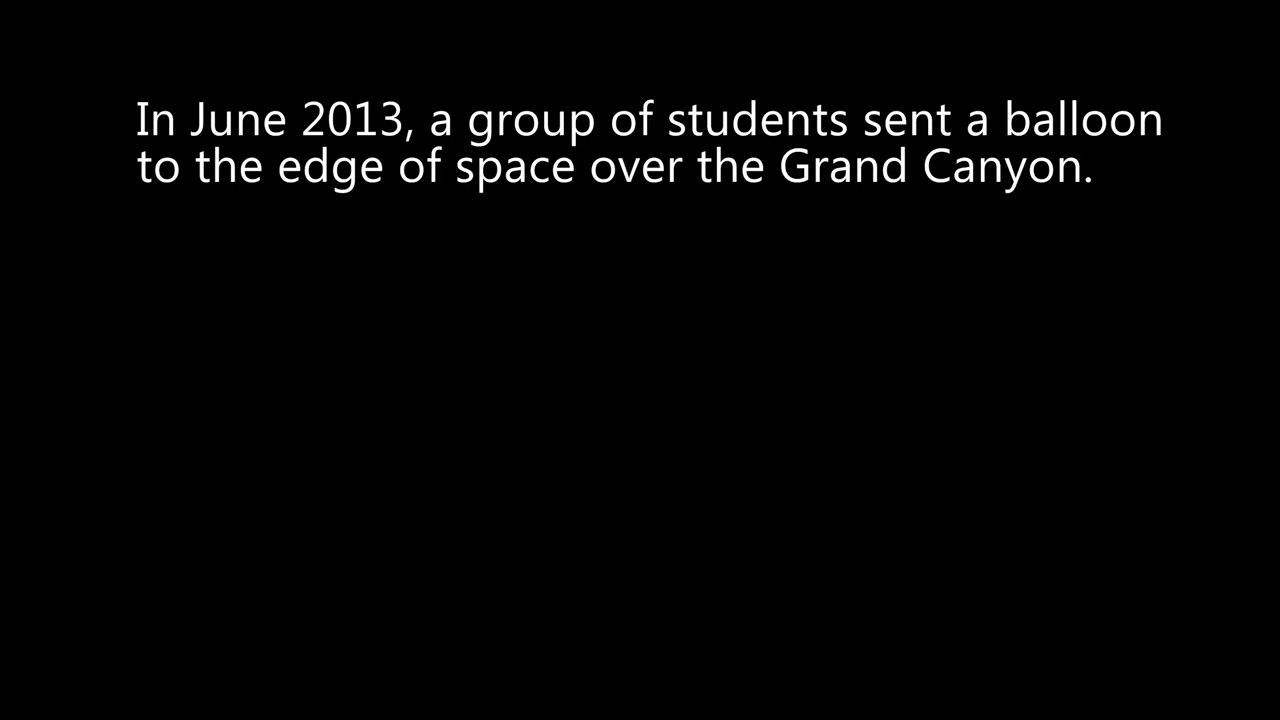 In June 2013, a group of students sent a balloon
to the edge of space over the Grand Canyon.